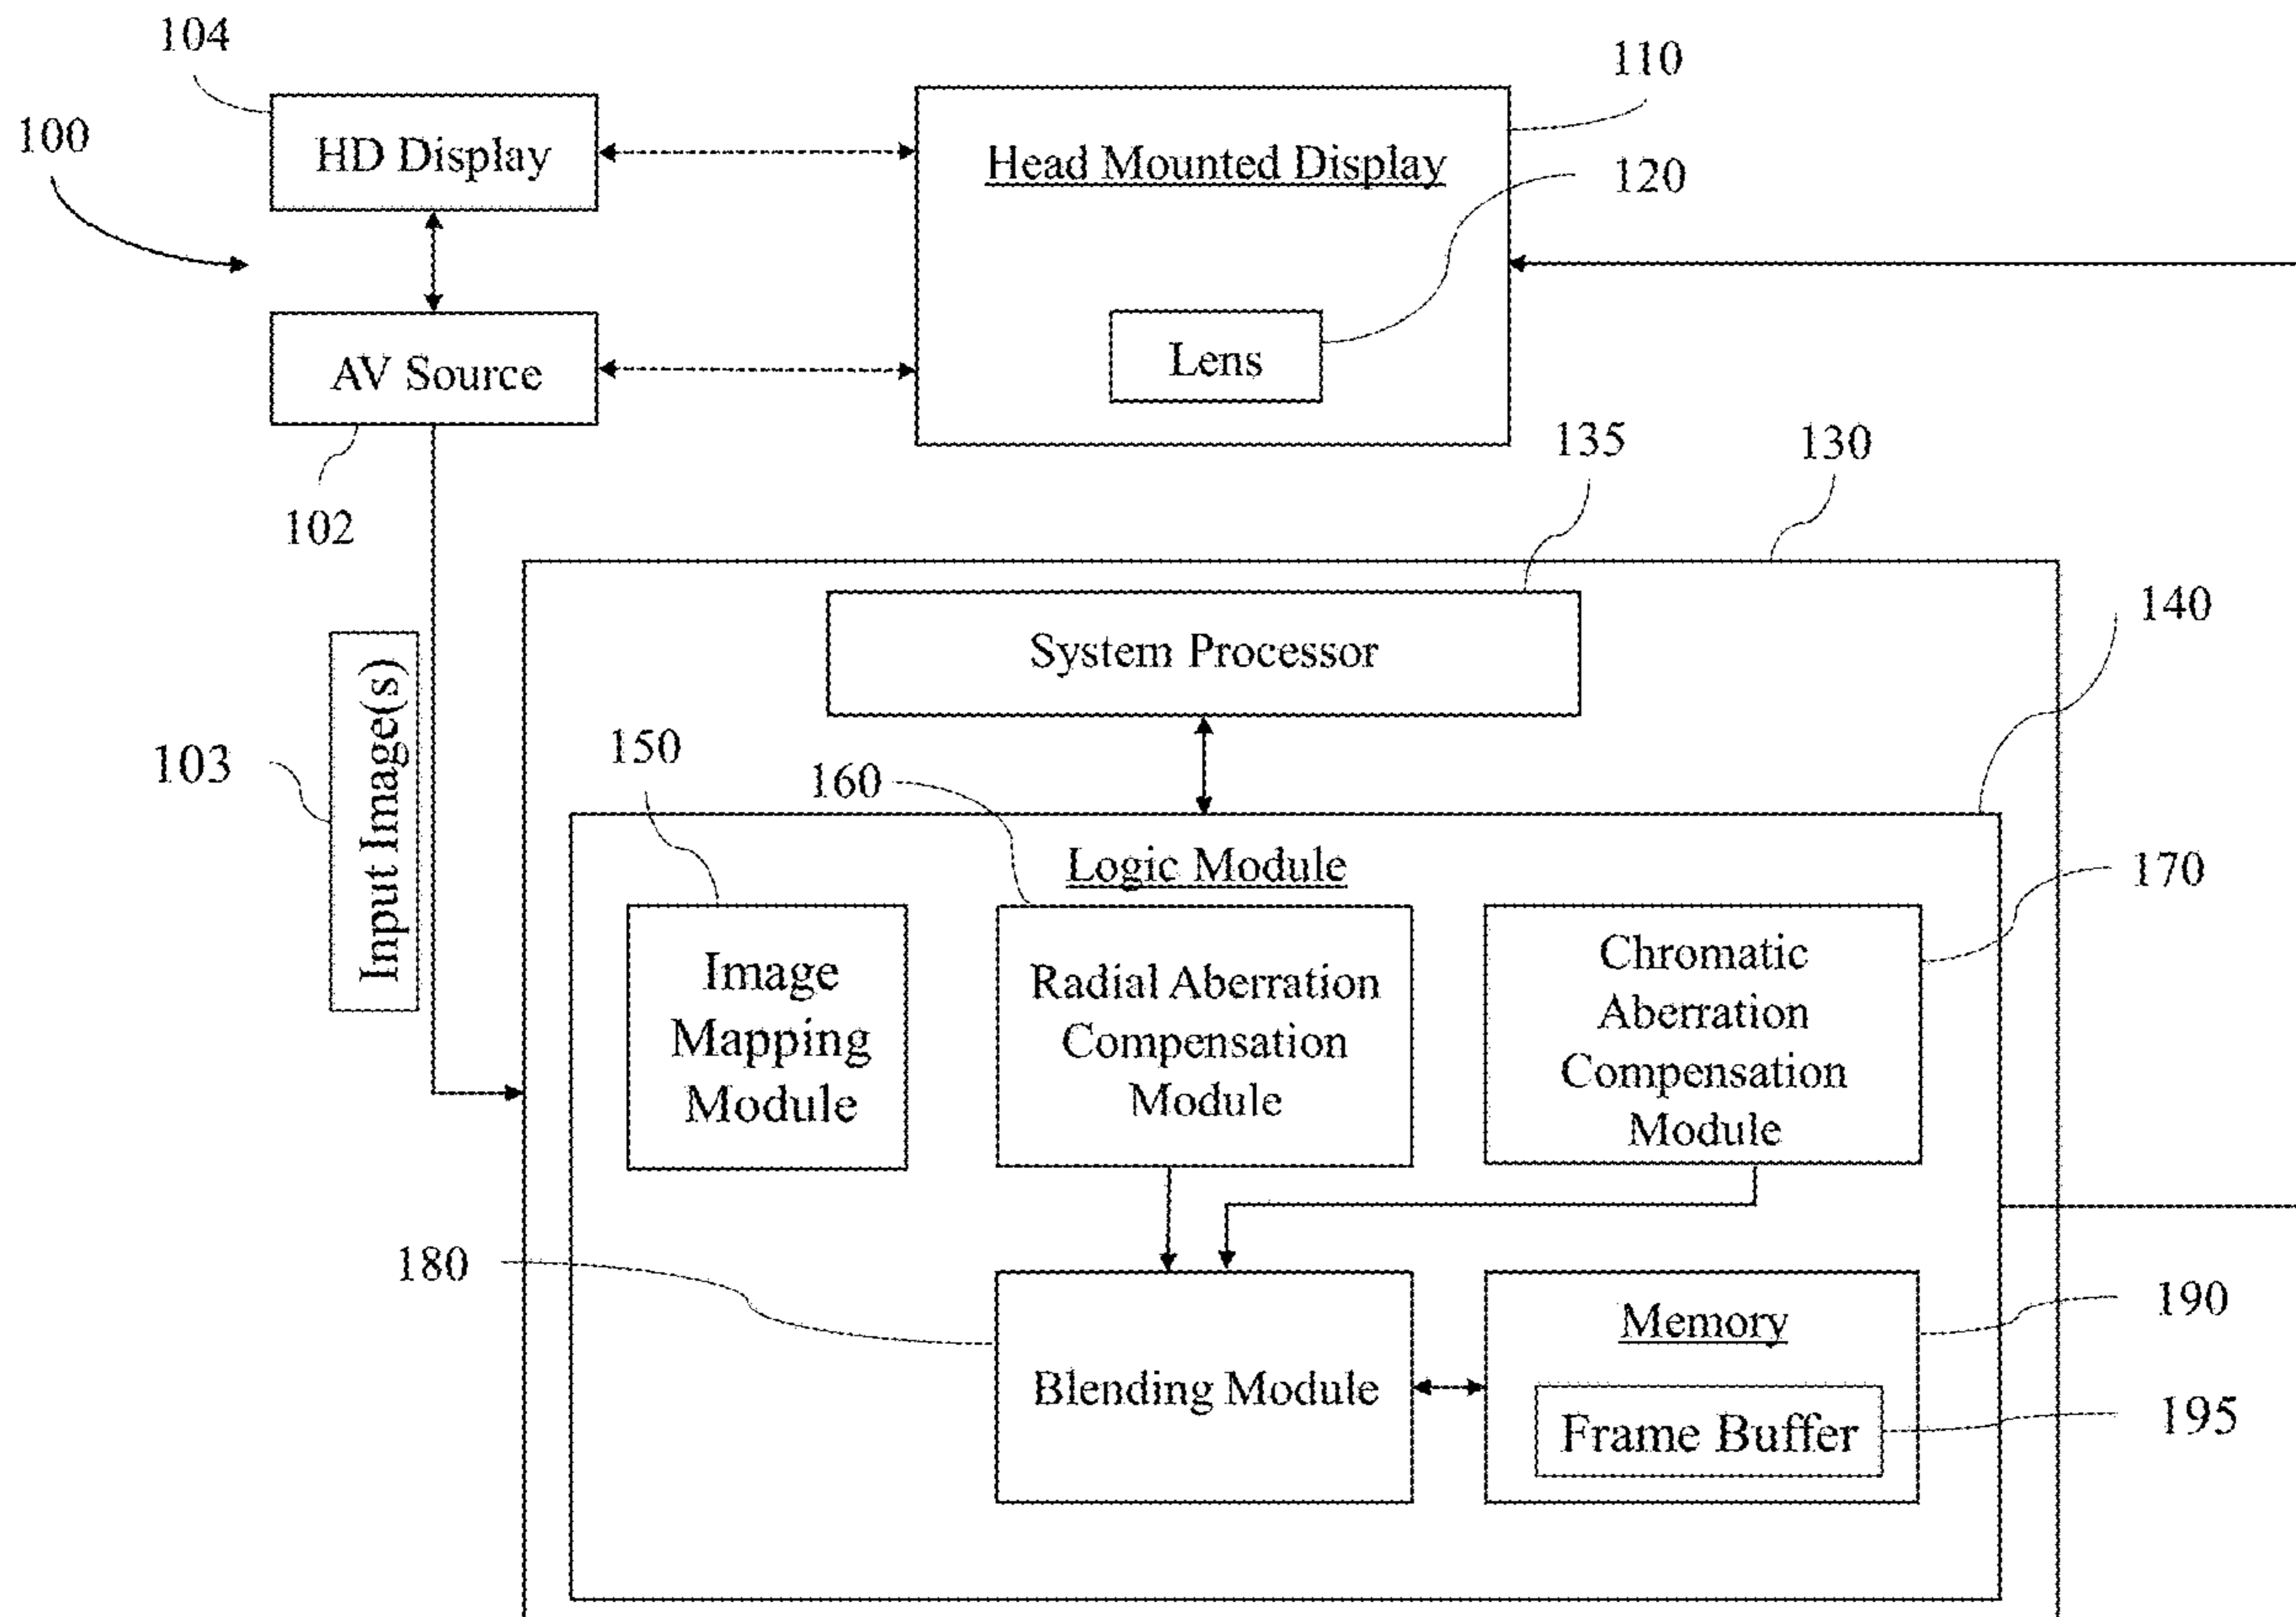 104
HD Display
100
110
Head Mounted Display
120
Lens
AV Source
102
135
130
System Processor
140
103
Input Image(s)
150
160
Logic Module
170
Image
Mapping
Module
Radial Aberration
Compensation
Module
Chromatic
Aberration
Compensation
Module
180
Blending Module
Memory
190
Frame Buffer
195